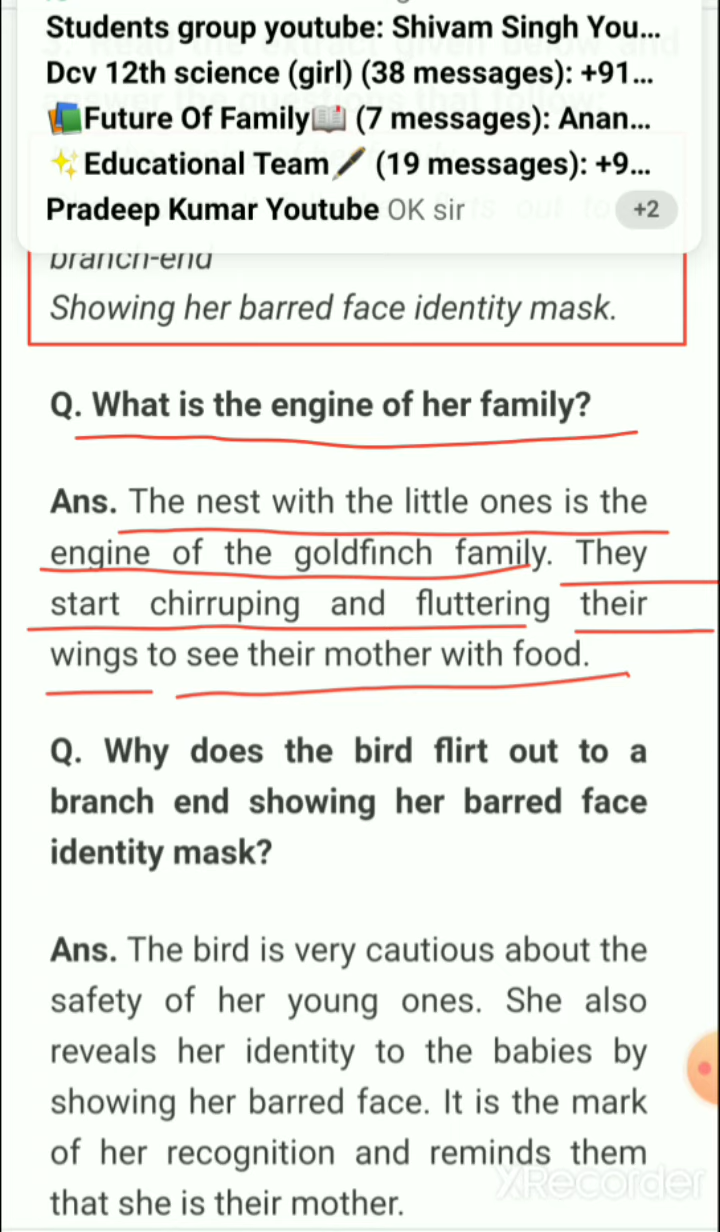 Students group youtube: Shivam Singh You...
Dcv 12th science (girl) (38 messages): +91...
Future Of Family (7 messages): Anan...
Educational Team (19 messages): +9...
Pradeep Kumar Youtube OK sir +2
branch-end
Showing her barred face identity mask.
Q. What is the engine of her family?
Ans. The nest with the little ones is the
engine of the goldfinch family. They
start chirruping and fluttering their
wings to see their mother with food.
Q. Why does the bird flirt out to a
branch end showing her barred face
identity mask?
Ans. The bird is very cautious about the
safety of her young ones. She also
reveals her identity to the babies by
showing her barred face. It is the mark
of her recognition and reminds them
XRecorder
that she is their mother.